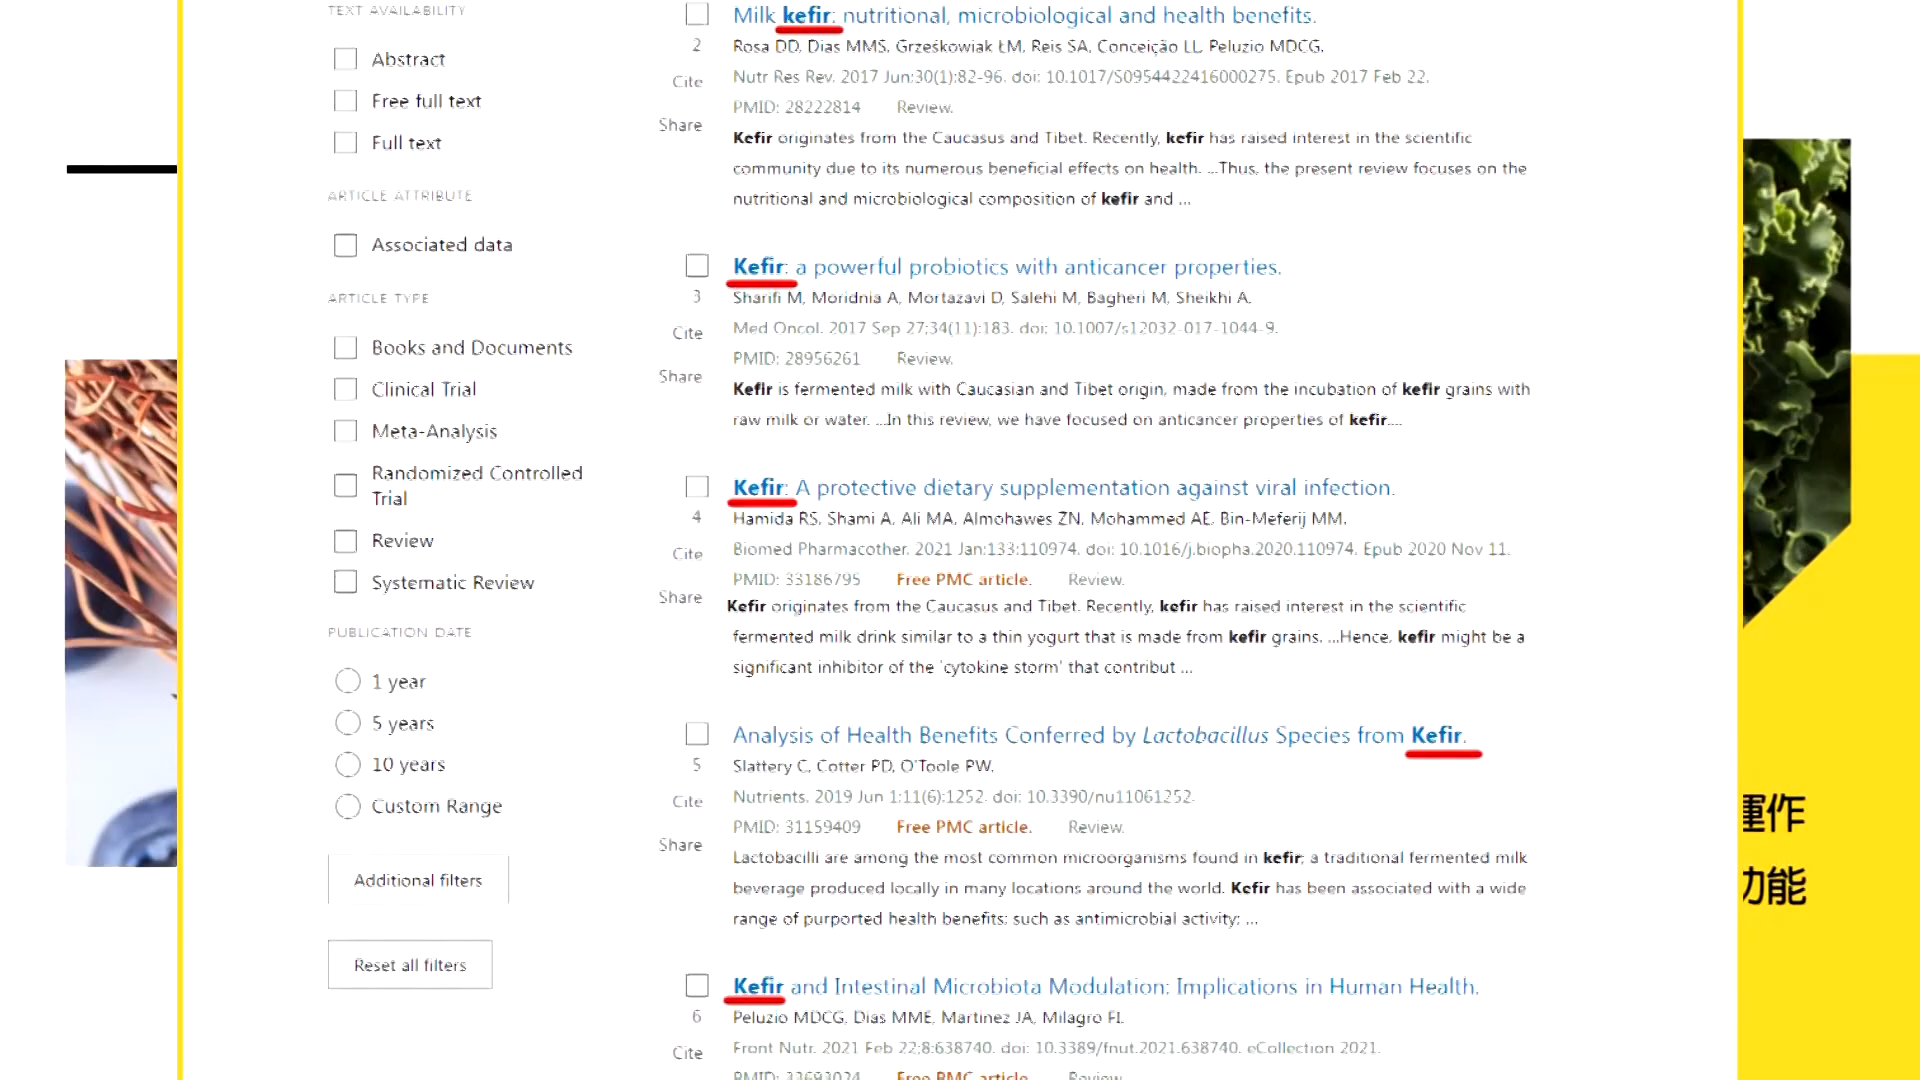 TEXT AVAILABILITY
Abstract
Free full text
Full text
ARTICLE ATTRIBUTE
Associated data
ARTICLE TYPE
Books and Documents
Clinical Trial
Meta-Analysis
Randomized Controlled
Trial
Review
Systematic Review
PUBLICATION DATE
1 year
5 years
10 years
Custom Range
Additional filters
Reset all filters
Milk kefir: nutritional, microbiological and health benefits.
2
Rosa DD, Dias MMS, Grześkowiak ŁM, Reis SA, Conceição LL, Peluzio MDCG.
Cite
Nutr Res Rev. 2017 Jun;30(1):82-96. doi: 10.1017/S0954422416000275. Epub 2017 Feb 22.
PMID: 28222814 Review.
Share
Kefir originates from the Caucasus and Tibet. Recently, kefir has raised interest in the scientific
community due to its numerous beneficial effects on health. ...Thus, the present review focuses on the
nutritional and microbiological composition of kefir and ...
Kefir: a powerful probiotics with anticancer properties.
3
Sharifi M, Moridnia A, Mortazavi D, Salehi M, Bagheri M, Sheikhi A.
Cite
Med Oncol. 2017 Sep 27;34(11):183. doi: 10.1007/s12032-017-1044-9.
PMID: 28956261 Review.
Share
Kefir is fermented milk with Caucasian and Tibet origin, made from the incubation of kefir grains with
raw milk or water. ...In this review, we have focused on anticancer properties of kefir....
Kefir: A protective dietary supplementation against viral infection.
4
Hamida RS, Shami A, Ali MA, Almohawes ZN, Mohammed AE, Bin-Meferij MM.
Cite
Biomed Pharmacother. 2021 Jan;133:110974. doi: 10.1016/j.biopha.2020.110974. Epub 2020 Nov 11.
PMID: 33186795 Free PMC article. Review.
Share
Kefir originates from the Caucasus and Tibet. Recently, kefir has raised interest in the scientific
fermented milk drink similar to a thin yogurt that is made from kefir grains. ...Hence, kefir might be a
significant inhibitor of the 'cytokine storm' that contribut ...
Analysis of Health Benefits Conferred by Lactobacillus Species from Kefir.
5
Slattery C, Cotter PD, O'Toole PW.
Cite
Nutrients. 2019 Jun 1;11(6):1252. doi: 10.3390/nu11061252.
PMID: 31159409 Free PMC article. Review.
Share
Lactobacilli are among the most common microorganisms found in kefir; a traditional fermented milk
beverage produced locally in many locations around the world. Kefir has been associated with a wide
range of purported health benefits; such as antimicrobial activity; ...
Kefir and Intestinal Microbiota Modulation: Implications in Human Health.
6
Peluzio MDCG, Dias MME, Martinez JA, Milagro FI.
Cite
Front Nutr. 2021 Feb 22;8:638740. doi: 10.3389/fnut.2021.638740. eCollection 2021.
PMID: 33693024 Free PMC article. Review.
運作
功能